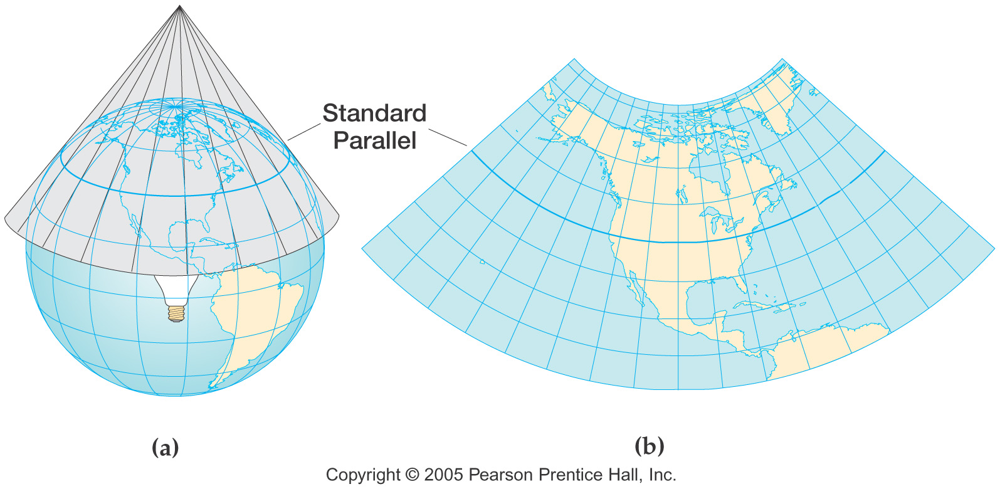 Standard
Parallel
(a)
(b)
Copyright © 2005 Pearson Prentice Hall, Inc.